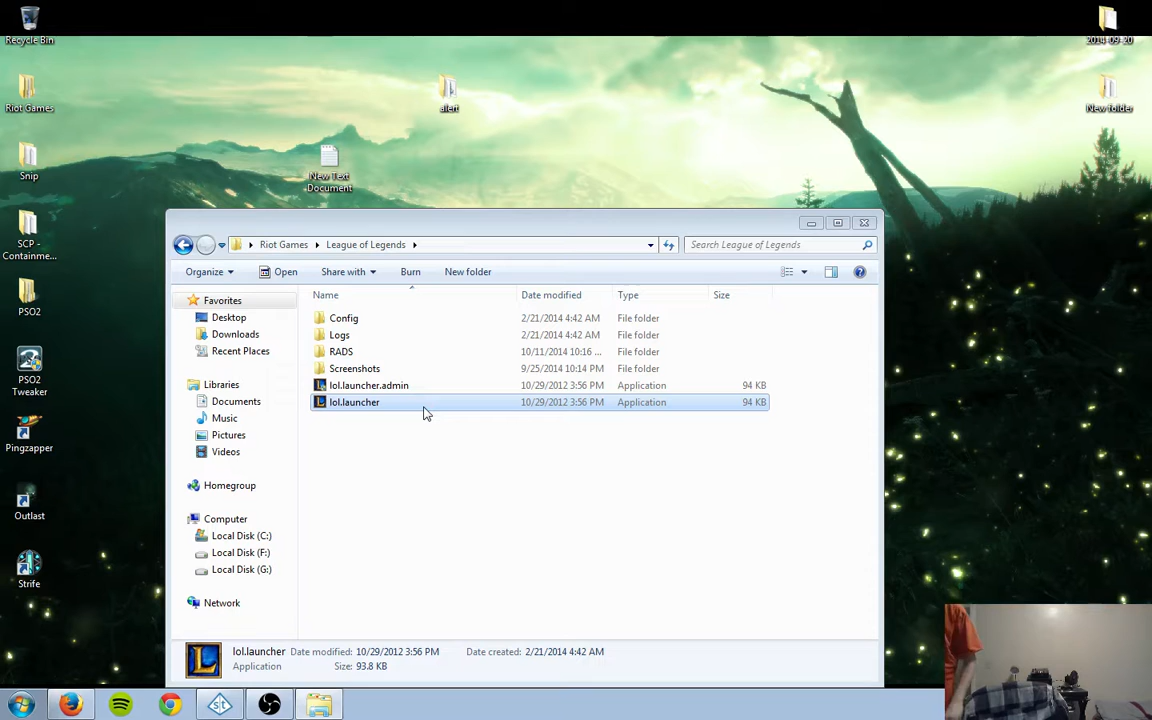 Recycle Bin
2014-09-20
Riot Games
alert
New folder
Snip
New Text
Document
SCP -
Containme...
Riot Games
League of Legends
Search League of Legends
Organize
Open
Share with
Burn
New folder
Name
Date modified
Type
Size
Favorites
Desktop
Downloads
Recent Places
Libraries
Documents
Music
Pictures
Videos
Homegroup
Computer
Local Disk (C:)
Local Disk (F:)
Local Disk (G:)
Network
Config 2/21/2014 4:42 AM File folder
Logs 2/21/2014 4:42 AM File folder
RADS 10/11/2014 10:16 ... File folder
Screenshots 9/25/2014 10:14 PM File folder
lol.launcher.admin 10/29/2012 3:56 PM Application 94 KB
lol.launcher 10/29/2012 3:56 PM Application 94 KB
PSO2
PSO2
Tweaker
Pingzapper
Outlast
Strife
lol.launcher Date modified: 10/29/2012 3:56 PM Date created: 2/21/2014 4:42 AM
Application Size: 93.8 KB